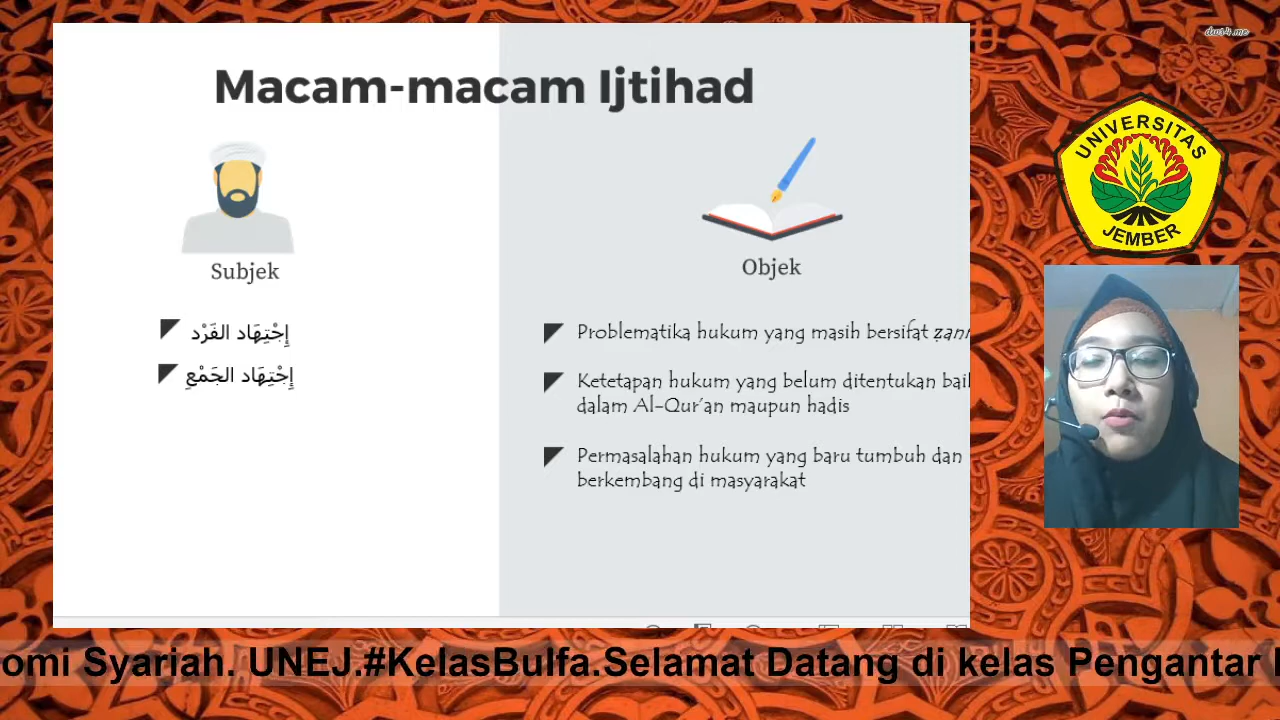 dws4.me
Macam-macam Ijtihad
UNIVERSITAS
JEMBER
Subjek
Objek
إِجْتِهَاد الفَرْد
إِجْتِهَاد الجَمْعِ
Problematika hukum yang masih bersifat
Ketetapan hukum yang belum ditentukan
dalam Al-Qur'an maupun hadis
Permasalahan hukum yang baru tumbuh dan
berkembang di masyarakat
omi Syariah. UNEJ.#KelasBulfa.Selamat Datang di kelas Pengantar